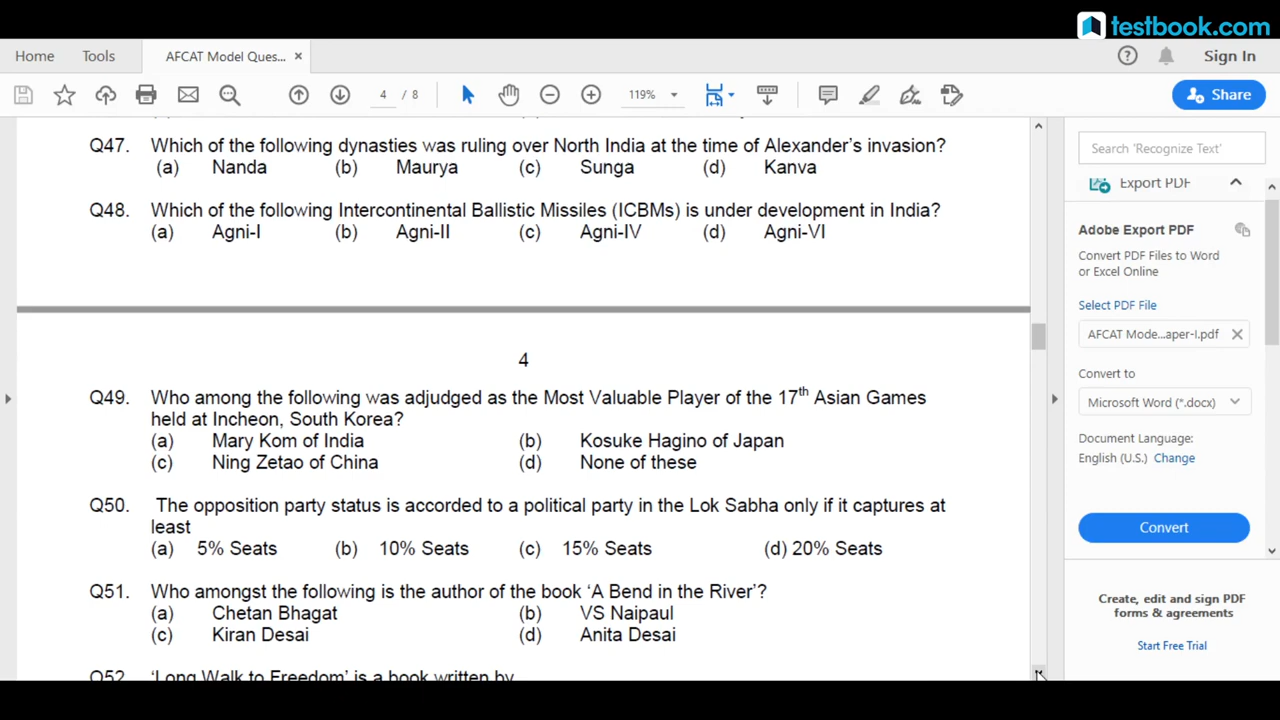 testbook.com
Home Tools AFCAT Model Ques... × Sign In
4 / 8 119% Share
Q47. Which of the following dynasties was ruling over North India at the time of Alexander's invasion?
(a) Nanda (b) Maurya (c) Sunga (d) Kanva
Q48. Which of the following Intercontinental Ballistic Missiles (ICBMs) is under development in India?
(a) Agni-I (b) Agni-II (c) Agni-IV (d) Agni-VI
4
Q49. Who among the following was adjudged as the Most Valuable Player of the 17th Asian Games
held at Incheon, South Korea?
(a) Mary Kom of India (b) Kosuke Hagino of Japan
(c) Ning Zetao of China (d) None of these
Q50. The opposition party status is accorded to a political party in the Lok Sabha only if it captures at
least
(a) 5% Seats (b) 10% Seats (c) 15% Seats (d) 20% Seats
Q51. Who amongst the following is the author of the book 'A Bend in the River'?
(a) Chetan Bhagat (b) VS Naipaul
(c) Kiran Desai (d) Anita Desai
Q52. 'Long Walk to Freedom' is a book written by
Search 'Recognize Text'
Export PDF
Adobe Export PDF
Convert PDF Files to Word
or Excel Online
Select PDF File
AFCAT Mode...aper-I.pdf
Convert to
Microsoft Word (*.docx)
Document Language:
English (U.S.) Change
Convert
Create, edit and sign PDF
forms & agreements
Start Free Trial